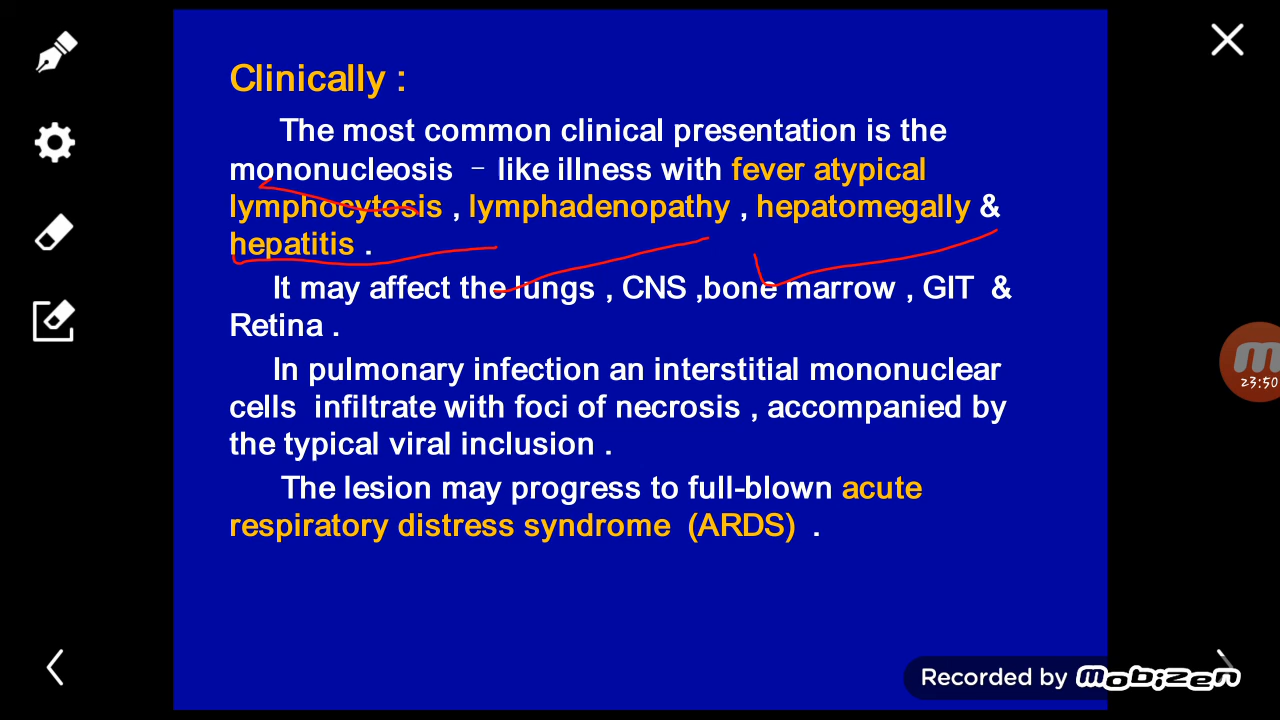 Clinically :
The most common clinical presentation is the
mononucleosis – like illness with fever atypical
lymphocytosis , lymphadenopathy , hepatomegally &
hepatitis .
It may affect the lungs , CNS ,bone marrow , GIT &
Retina .
In pulmonary infection an interstitial mononuclear
cells infiltrate with foci of necrosis , accompanied by
the typical viral inclusion .
The lesion may progress to full-blown acute
respiratory distress syndrome (ARDS) .
23:50
Recorded by mobizen